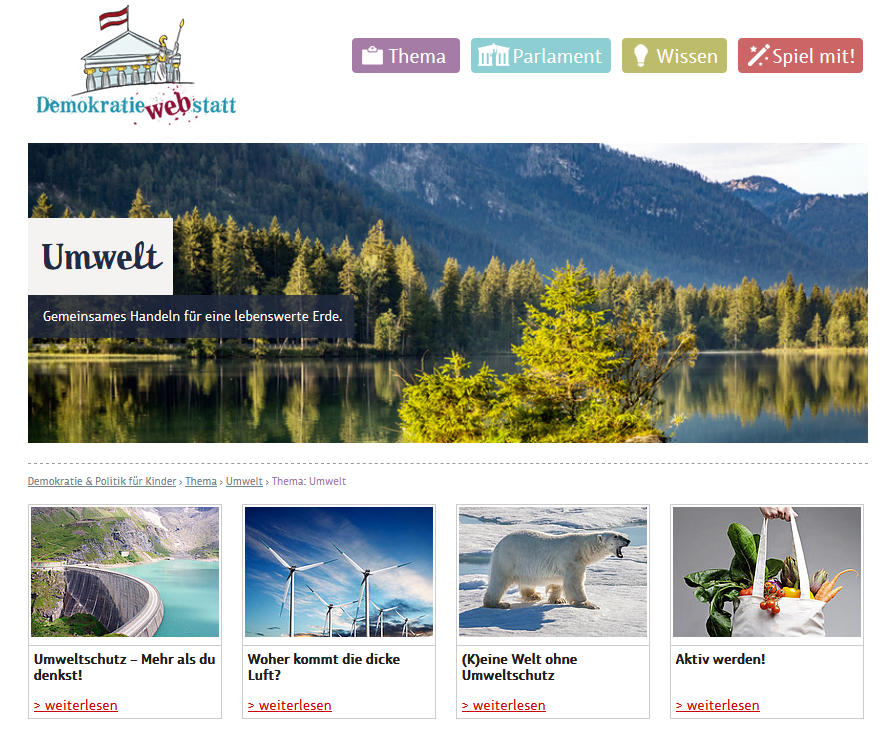 Demokratiewebstatt
Thema
Parlament
Wissen
Spiel mit!
Umwelt
Gemeinsames Handeln für eine lebenswerte Erde.
Demokratie & Politik für Kinder › Thema › Umwelt › Thema: Umwelt
Umweltschutz – Mehr als du
denkst!
> weiterlesen
Woher kommt die dicke
Luft?
> weiterlesen
(K)eine Welt ohne
Umweltschutz
> weiterlesen
Aktiv werden!
> weiterlesen